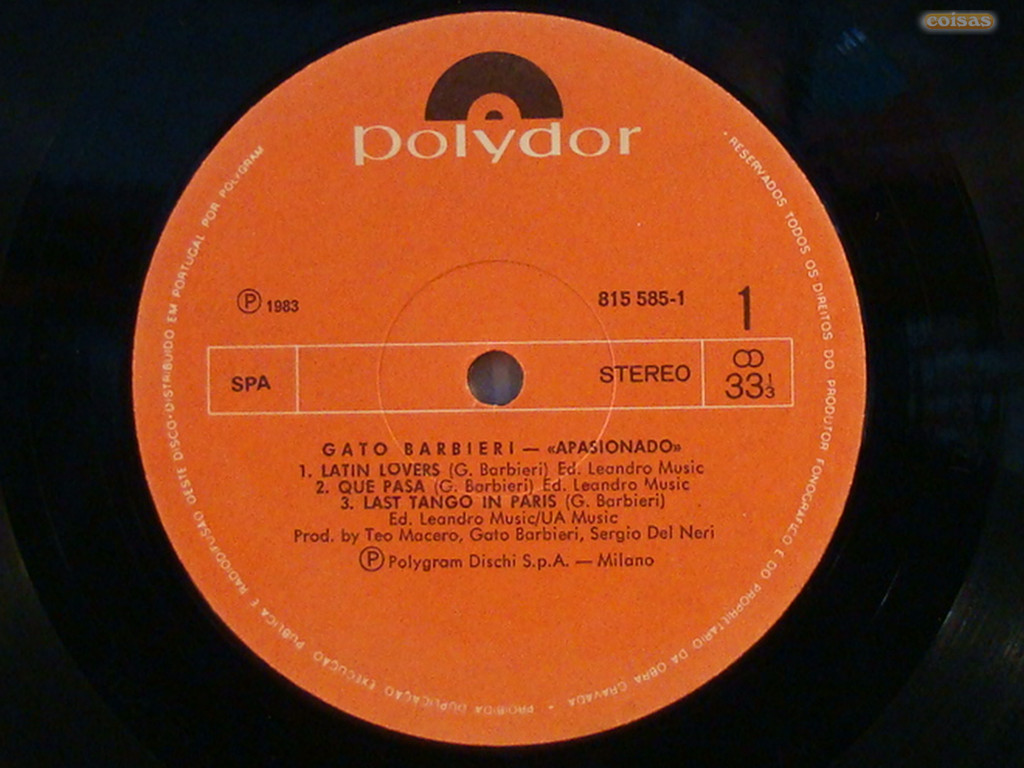 coisas
polydor
RESERVADOS TODOS OS DIREITOS DO PRODUTOR FONOGRÁFICO E DO PROPRIETÁRIO DA OBRA GRAVADA • PROIBIDA DUPLICAÇÃO, EXECUÇÃO PÚBLICA E RADIODIFUSÃO DESTE DISCO • DISTRIBUIDO EM PORTUGAL POR POLYGRAM
Ⓟ 1983
815 585-1
1
SPA
STEREO
33 1/3
GATO BARBIERI — «APASIONADO»
1. LATIN LOVERS (G. Barbieri) Ed. Leandro Music
2. QUE PASA (G. Barbieri) Ed. Leandro Music
3. LAST TANGO IN PARIS (G. Barbieri)
Ed. Leandro Music/UA Music
Prod. by Teo Macero, Gato Barbieri, Sergio Del Neri
Ⓟ Polygram Dischi S.p.A. — Milano